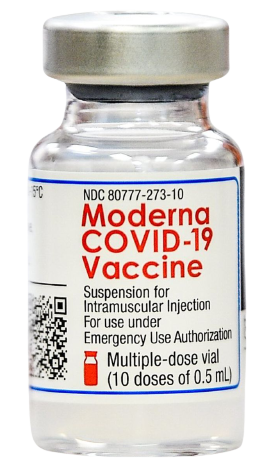 5°C
NDC 80777-273-10
Moderna
COVID-19
Vaccine
Suspension for
Intramuscular Injection
For use under
Emergency Use Authorization
Multiple-dose vial
(10 doses of 0.5 mL)